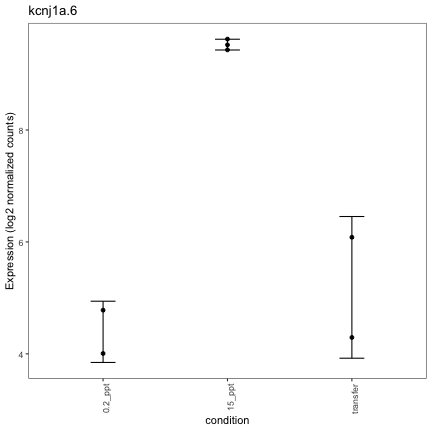 kcnj1a.6
Expression (log2 normalized counts)
8
6
4
0.2_ppt
15_ppt
transfer
condition